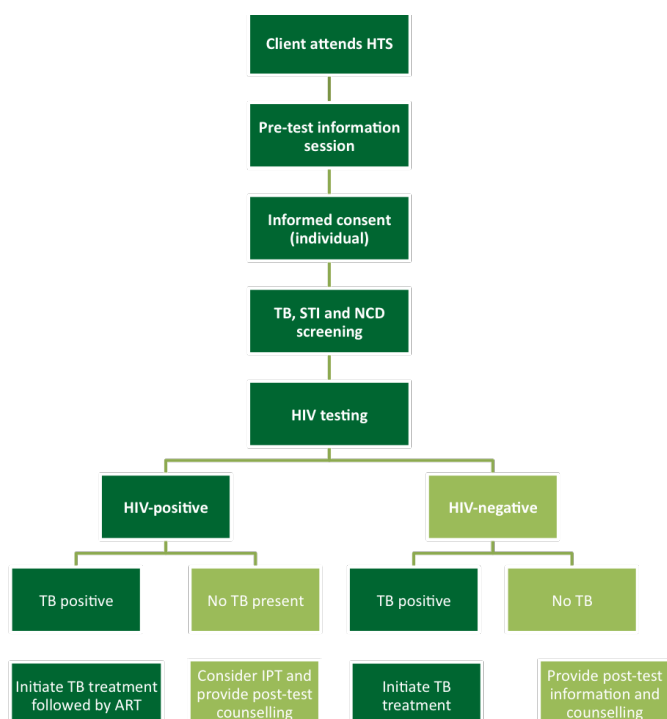 Client attends HTS
Pre-test information
session
Informed consent
(individual)
TB, STI and NCD
screening
HIV testing
HIV-positive
HIV-negative
TB positive
No TB present
TB positive
No TB
Initiate TB treatment
followed by ART
Consider IPT and
provide post-test
counselling
Initiate TB
treatment
Provide post-test
information and
counselling